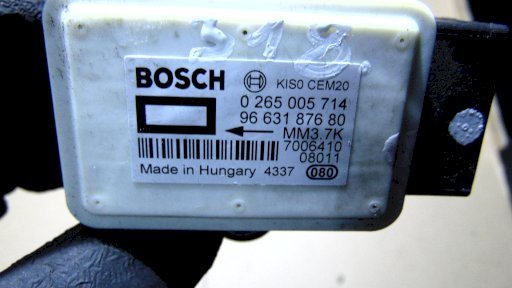 318.
BOSCH KIS0 CEM20
0 265 005 714
96 631 876 80
MM3.7K
7006410
08011
Made in Hungary 4337 080